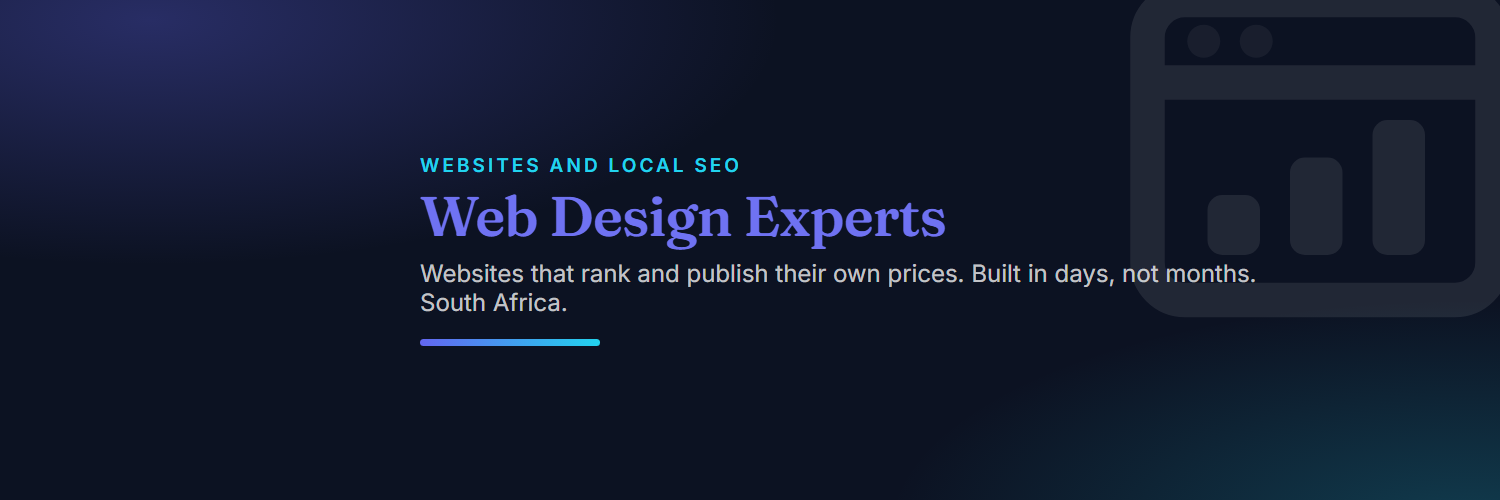 WEBSITES AND LOCAL SEO
Web Design Experts
Websites that rank and publish their own prices. Built in days, not months.
South Africa.